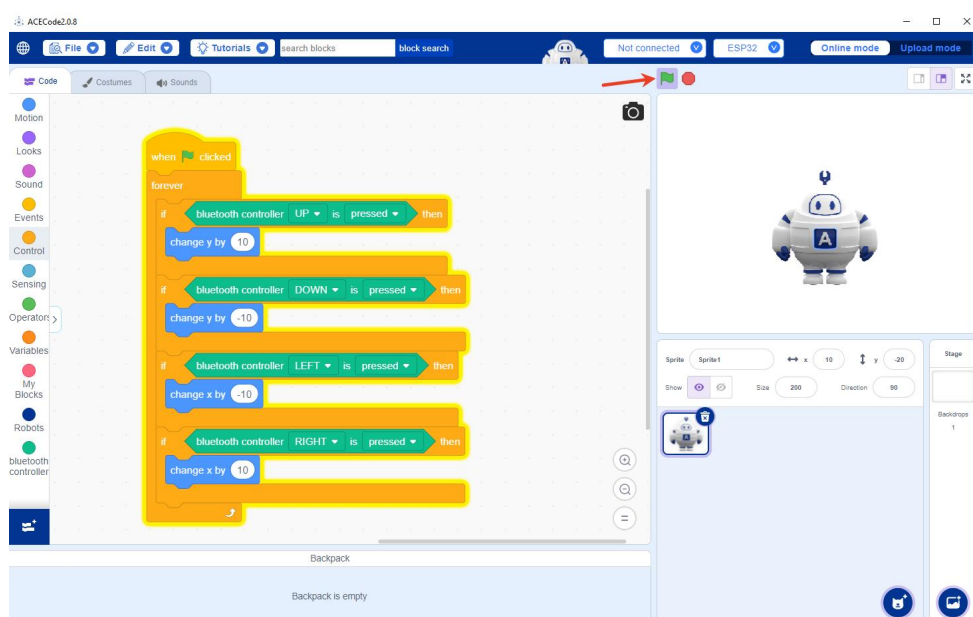 ACECode2.0.8
File Edit Tutorials search blocks block search Not connected ESP32 Online mode Upload mode
Code Costumes Sounds
Motion
Looks
Sound
Events
Control
Sensing
Operators
Variables
My
Blocks
Robots
bluetooth
controller
when clicked
forever
if bluetooth controller UP is pressed then
change y by 10
if bluetooth controller DOWN is pressed then
change y by -10
if bluetooth controller LEFT is pressed then
change x by -10
if bluetooth controller RIGHT is pressed then
change x by 10
=
Backpack
Backpack is empty
A
Sprite Sprite1 x 10 y -20
Show Size 200 Direction 90
Stage
Backdrops
1